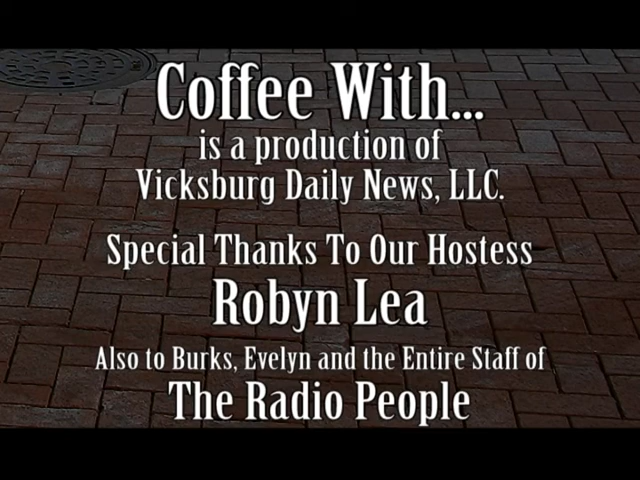 Coffee With...
is a production of
Vicksburg Daily News, LLC.
Special Thanks To Our Hostess
Robyn Lea
Also to Burks, Evelyn and the Entire Staff of
The Radio People